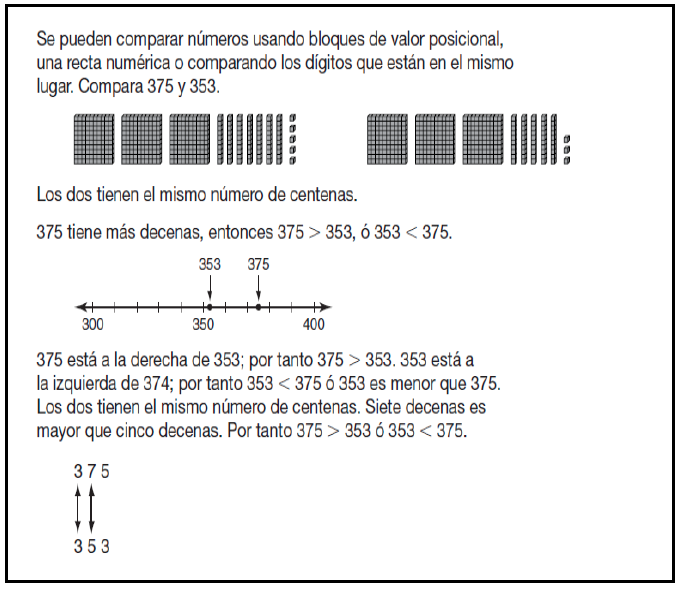 Se pueden comparar números usando bloques de valor posicional,
una recta numérica o comparando los dígitos que están en el mismo
lugar. Compara 375 y 353.
Los dos tienen el mismo número de centenas.
375 tiene más decenas, entonces 375 > 353, ó 353 < 375.
353 375
300 350 400
375 está a la derecha de 353; por tanto 375 > 353. 353 está a
la izquierda de 374; por tanto 353 < 375 ó 353 es menor que 375.
Los dos tienen el mismo número de centenas. Siete decenas es
mayor que cinco decenas. Por tanto 375 > 353 ó 353 < 375.
3 7 5
3 5 3